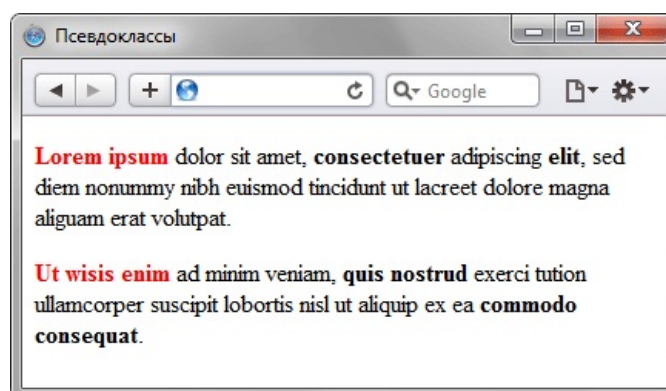 Псевдоклассы
Google
Lorem ipsum dolor sit amet, consectetuer adipiscing elit, sed
diem nonummy nibh euismod tincidunt ut lacreet dolore magna
aliguam erat volutpat.
Ut wisis enim ad minim veniam, quis nostrud exerci tution
ullamcorper suscipit lobortis nisl ut aliquip ex ea commodo
consequat.